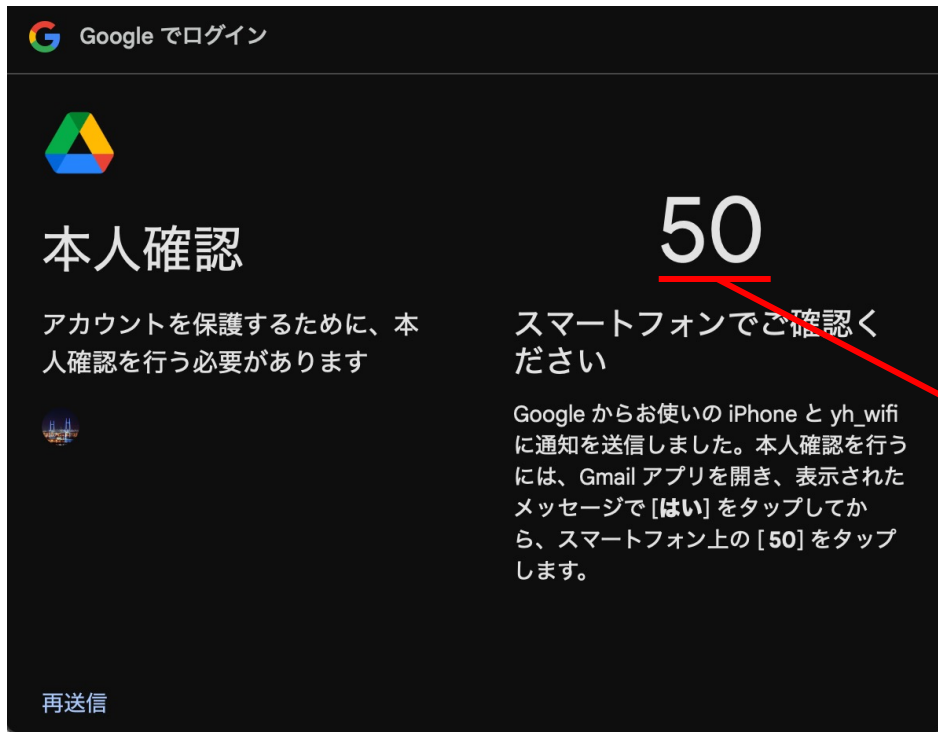 Google でログイン
本人確認
アカウントを保護するために、本
人確認を行う必要があります
50
スマートフォンでご確認く
ださい
Google からお使いの iPhone と yh_wifi
に通知を送信しました。本人確認を行う
には、Gmail アプリを開き、表示された
メッセージで [はい] をタップしてか
ら、スマートフォン上の [ 50] をタップ
します。
再送信